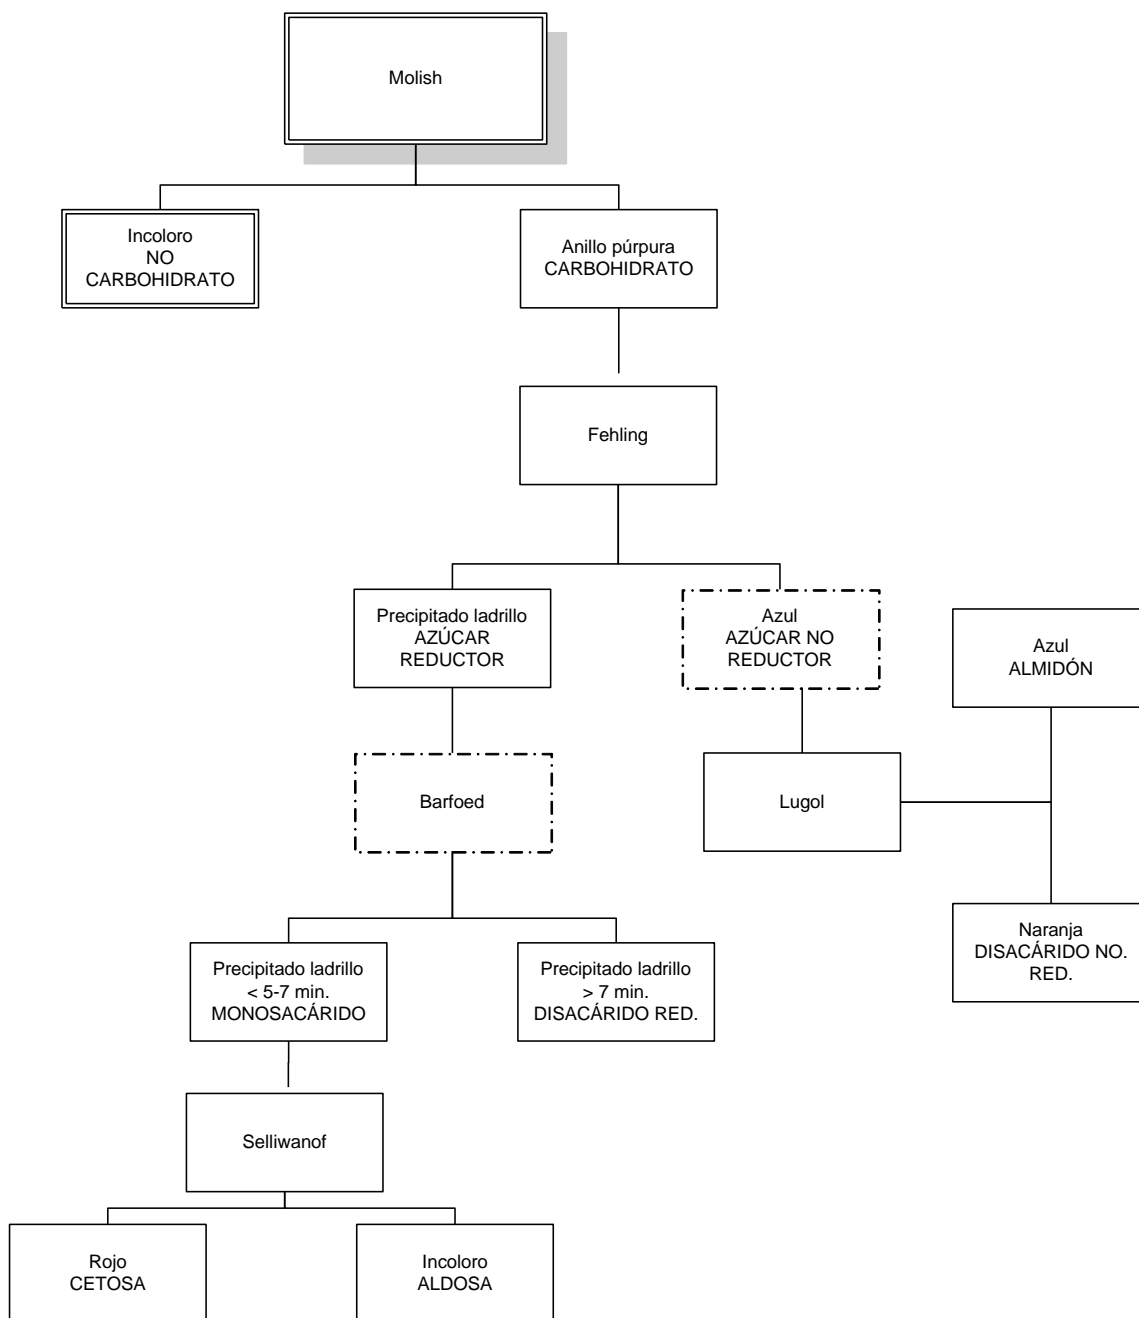 Molish
Incoloro
NO
CARBOHIDRATO
Anillo púrpura
CARBOHIDRATO
Fehling
Precipitado ladrillo
AZÚCAR
REDUCTOR
Azul
AZÚCAR NO
REDUCTOR
Azul
ALMIDÓN
Barfoed
Lugol
Naranja
DISACÁRIDO NO.
RED.
Precipitado ladrillo
< 5-7 min.
MONOSACÁRIDO
Precipitado ladrillo
> 7 min.
DISACÁRIDO RED.
Selliwanof
Rojo
CETOSA
Incoloro
ALDOSA